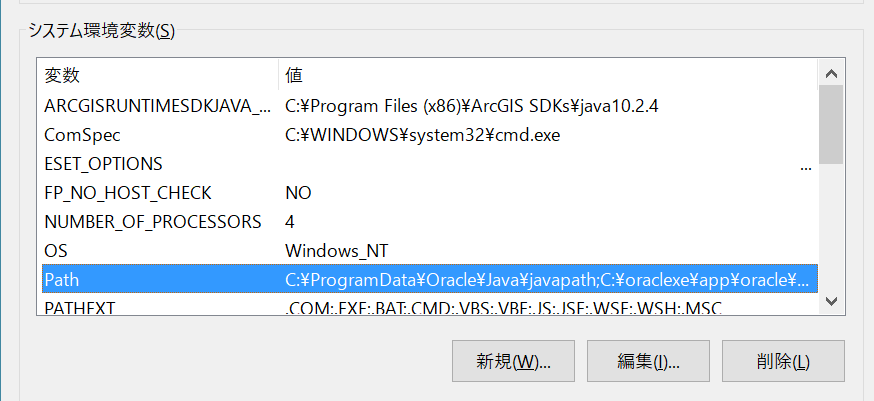 システム環境変数(S)
変数 値
ARCGISRUNTIMESDKJAVA_... C:¥Program Files (x86)¥ArcGIS SDKs¥java10.2.4
ComSpec C:¥WINDOWS¥system32¥cmd.exe
ESET_OPTIONS ...
FP_NO_HOST_CHECK NO
NUMBER_OF_PROCESSORS 4
OS Windows_NT
Path C:¥ProgramData¥Oracle¥Java¥javapath;C:¥oraclexe¥app¥oracle¥...
PATHEXT .COM;.EXE;.BAT;.CMD;.VBS;.VBE;.JS;.JSE;.WSF;.WSH;.MSC
新規(W)... 編集(I)... 削除(L)